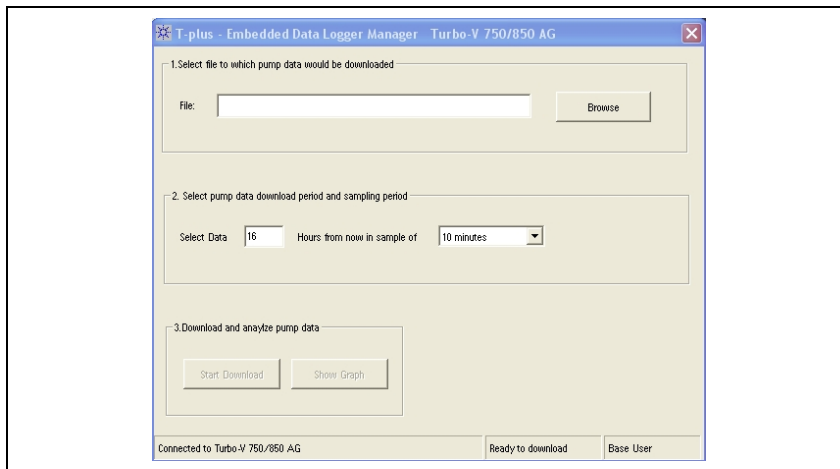 T-plus - Embedded Data Logger Manager Turbo-V 750/850 AG
1.Select file to which pump data would be downloaded
File:
Browse
2. Select pump data download period and sampling period
Select Data 16 Hours from now in sample of 10 minutes
3.Download and anaylze pump data
Start Download Show Graph
Connected to Turbo-V 750/850 AG Ready to download Base User